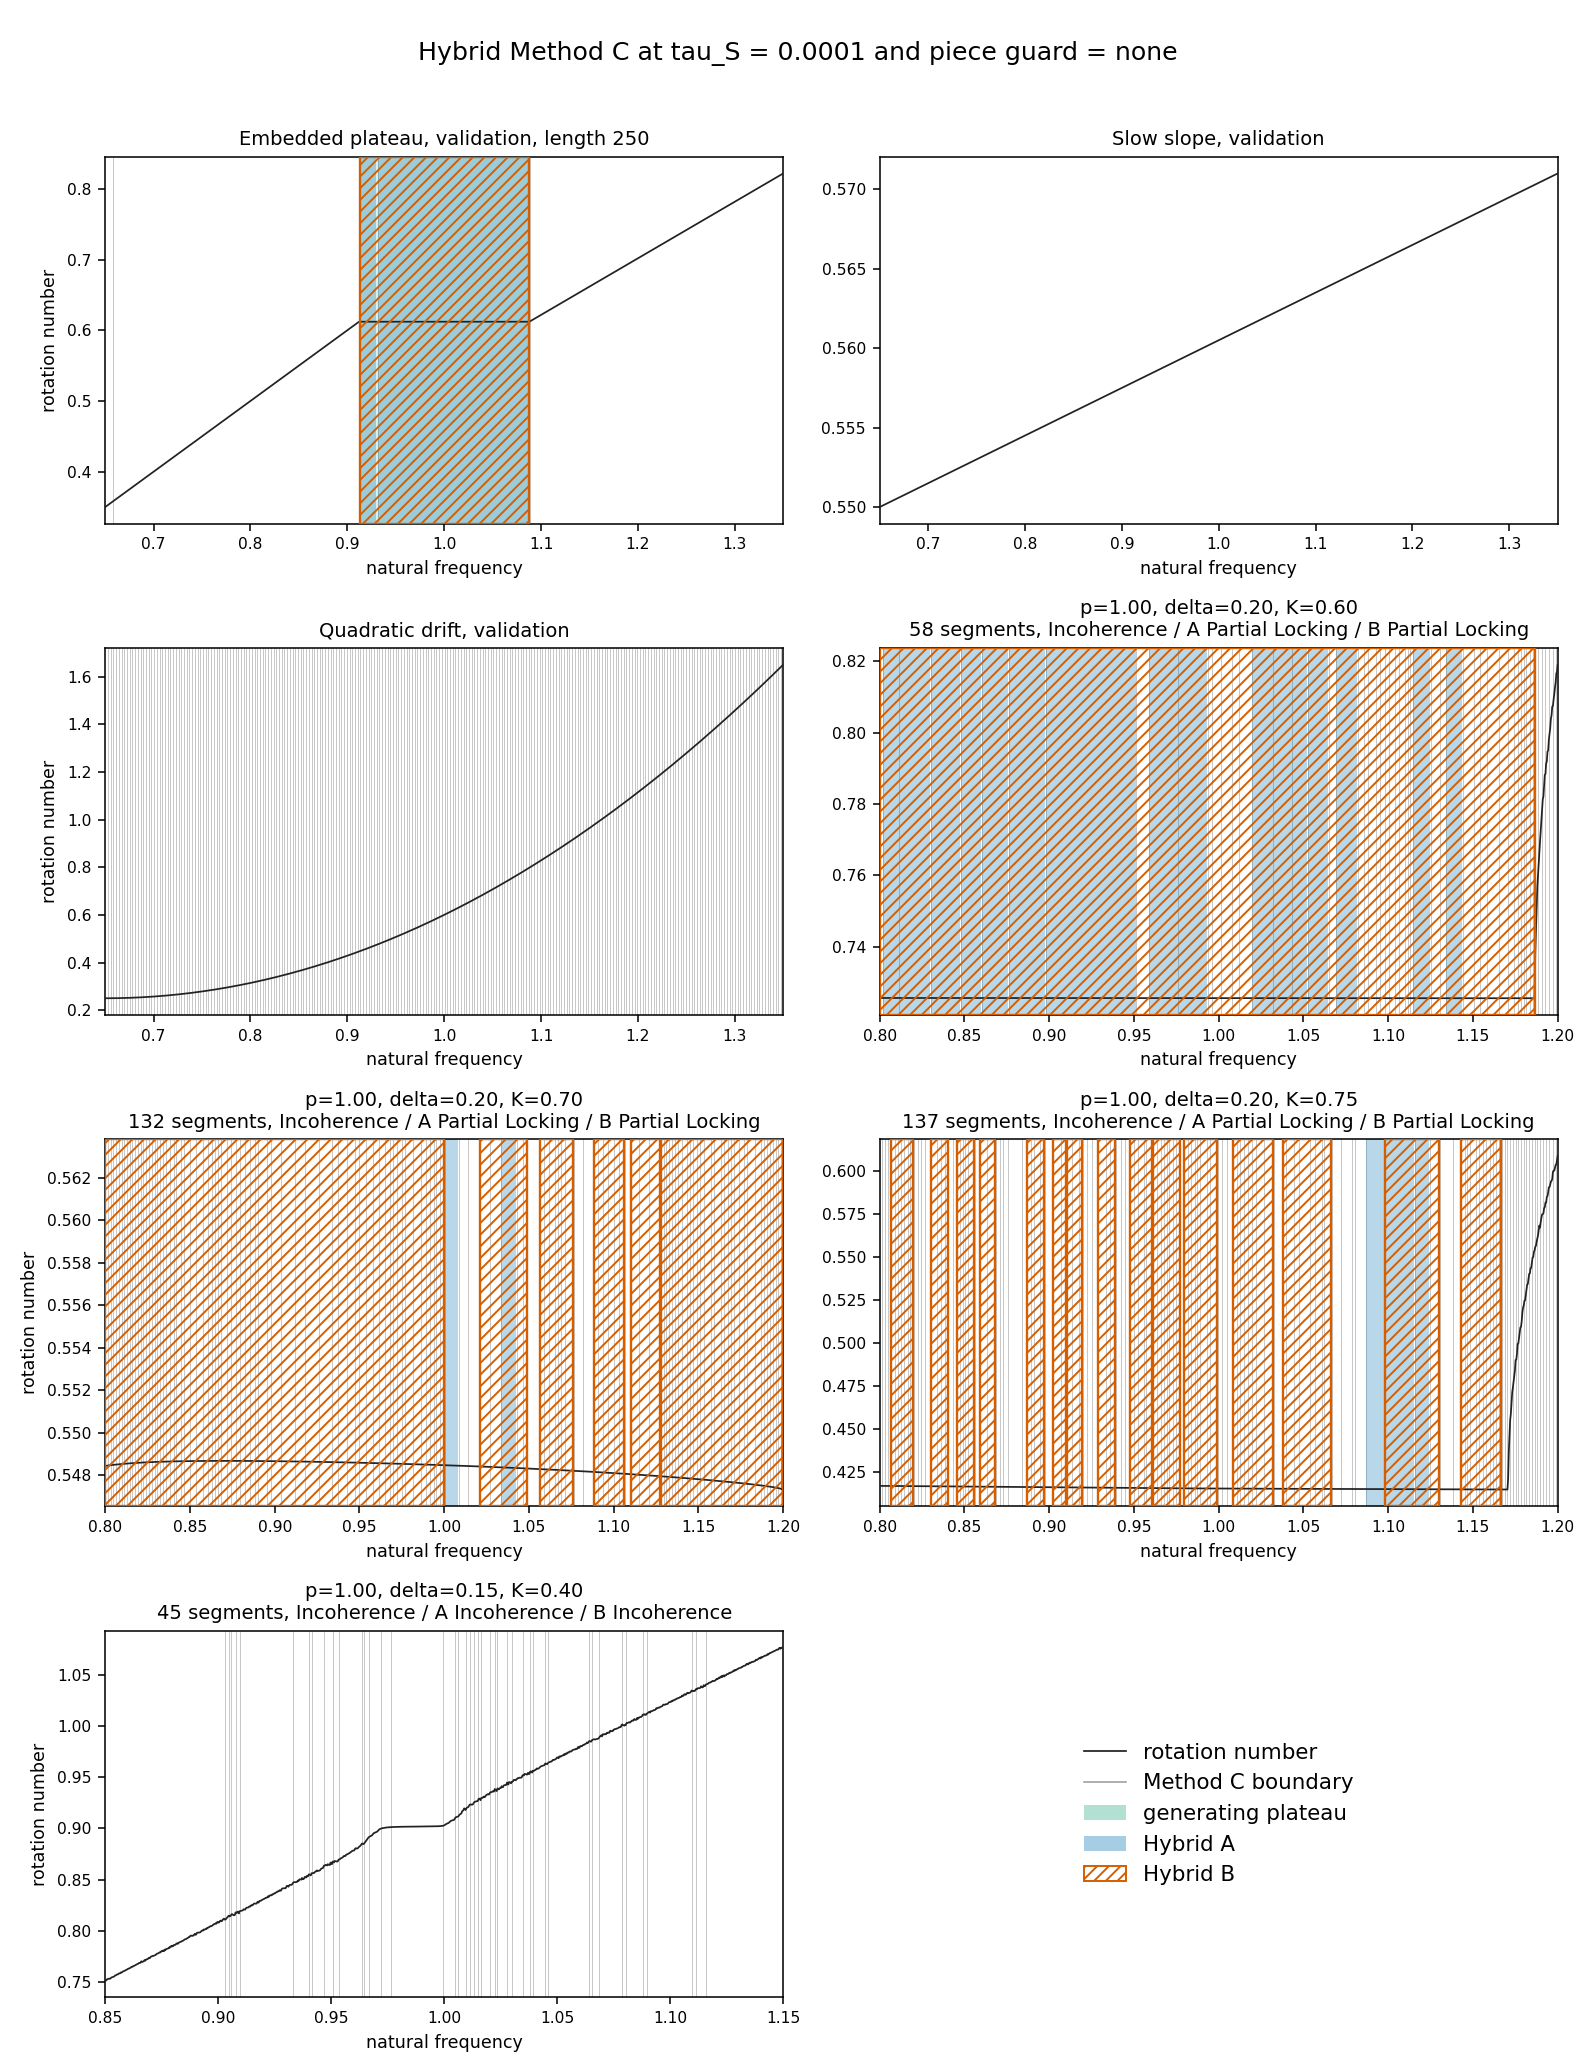 Hybrid Method C at tau_S = 0.0001 and piece guard = none
Embedded plateau, validation, length 250
rotation number
0.8
0.7
0.6
0.5
0.4
0.7 0.8 0.9 1.0 1.1 1.2 1.3
natural frequency
Slow slope, validation
0.570
0.565
0.560
0.555
0.550
0.7 0.8 0.9 1.0 1.1 1.2 1.3
natural frequency
Quadratic drift, validation
rotation number
1.6
1.4
1.2
1.0
0.8
0.6
0.4
0.2
0.7 0.8 0.9 1.0 1.1 1.2 1.3
natural frequency
p=1.00, delta=0.20, K=0.60
58 segments, Incoherence / A Partial Locking / B Partial Locking
0.82
0.80
0.78
0.76
0.74
0.80 0.85 0.90 0.95 1.00 1.05 1.10 1.15 1.20
natural frequency
p=1.00, delta=0.20, K=0.70
132 segments, Incoherence / A Partial Locking / B Partial Locking
rotation number
0.562
0.560
0.558
0.556
0.554
0.552
0.550
0.548
0.80 0.85 0.90 0.95 1.00 1.05 1.10 1.15 1.20
natural frequency
p=1.00, delta=0.20, K=0.75
137 segments, Incoherence / A Partial Locking / B Partial Locking
0.600
0.575
0.550
0.525
0.500
0.475
0.450
0.425
0.80 0.85 0.90 0.95 1.00 1.05 1.10 1.15 1.20
natural frequency
p=1.00, delta=0.15, K=0.40
45 segments, Incoherence / A Incoherence / B Incoherence
rotation number
1.05
1.00
0.95
0.90
0.85
0.80
0.75
0.85 0.90 0.95 1.00 1.05 1.10 1.15
natural frequency
rotation number
Method C boundary
generating plateau
Hybrid A
Hybrid B